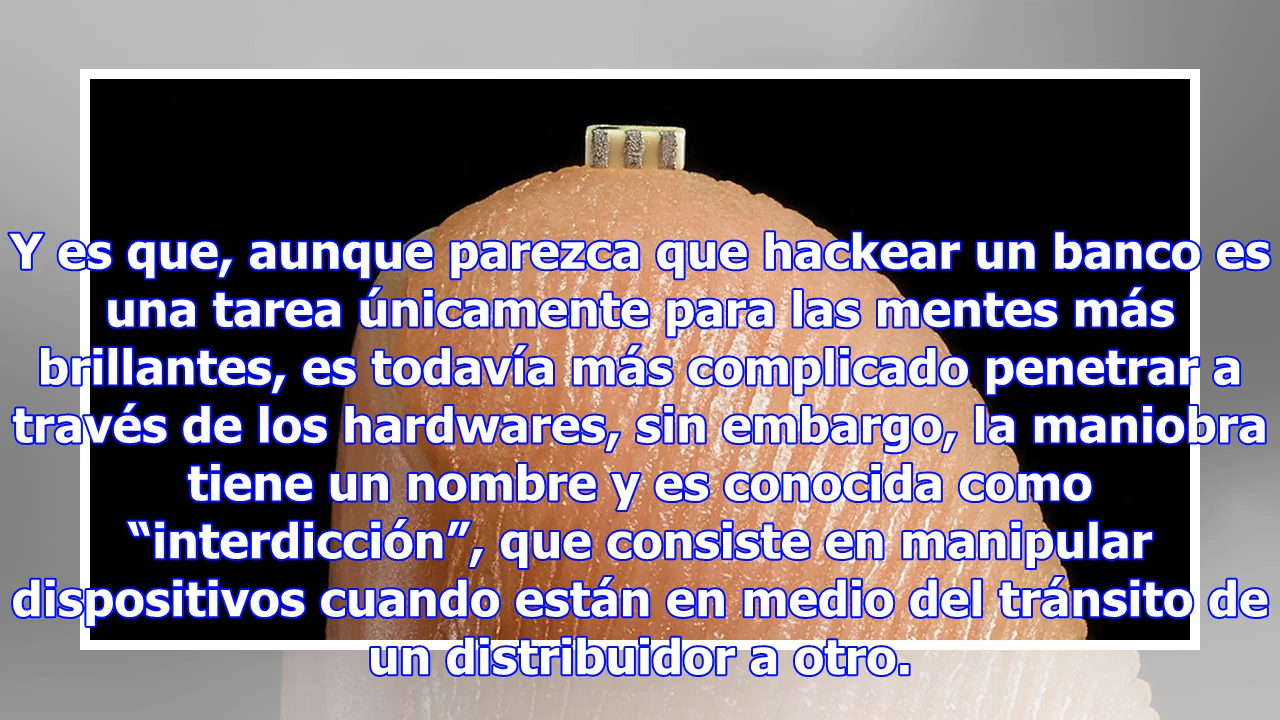 Y es que, aunque parezca que hackear un banco es
una tarea únicamente para las mentes más
brillantes, es todavía más complicado penetrar a
través de los hardwares, sin embargo, la maniobra
tiene un nombre y es conocida como
“interdicción”, que consiste en manipular
dispositivos cuando están en medio del tránsito de
un distribuidor a otro.